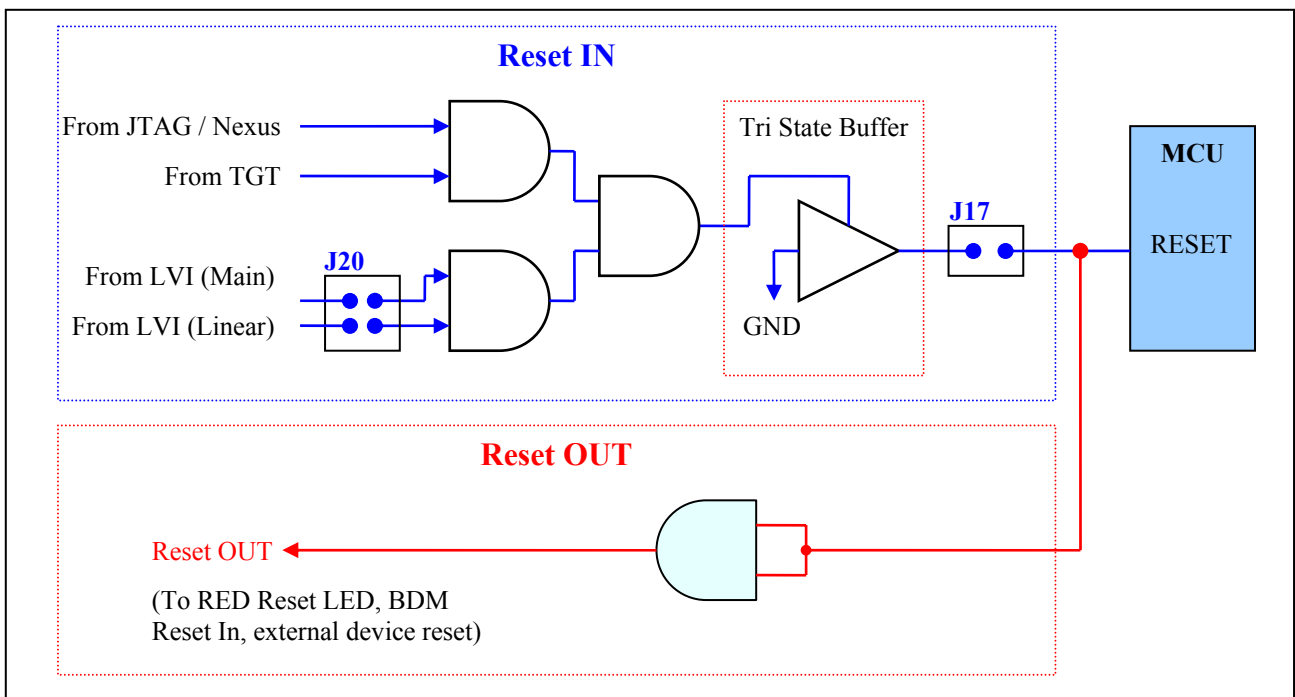 Reset IN
From JTAG / Nexus
From TGT
Tri State Buffer
MCU
J17
RESET
From LVI (Main)
J20
From LVI (Linear)
GND
Reset OUT
Reset OUT
(To RED Reset LED, BDM
Reset In, external device reset)